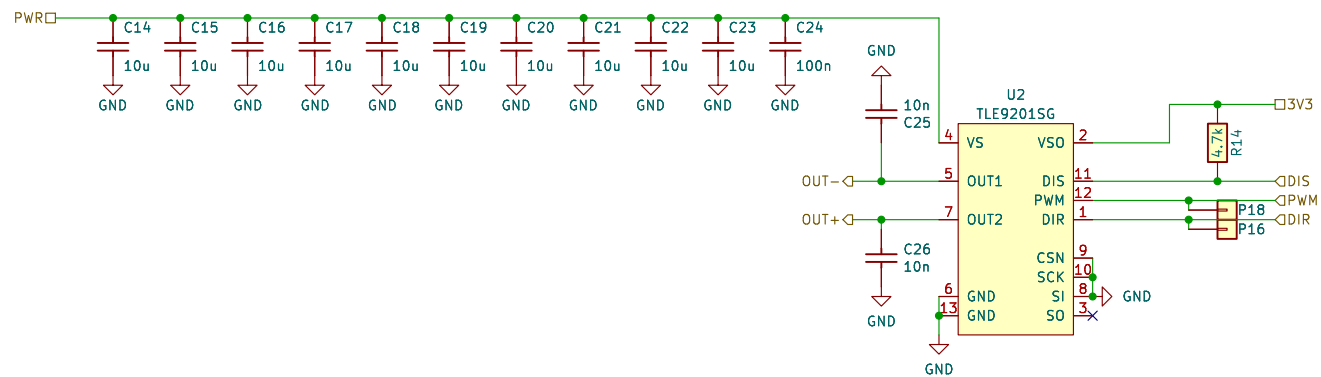 PWR
C14 C15 C16 C17 C18 C19 C20 C21 C22 C23 C24
10u 10u 10u 10u 10u 10u 10u 10u 10u 10u 100n
GND GND GND GND GND GND GND GND GND GND GND
GND
10n
C25
U2
TLE9201SG
3V3
4 VS VSO 2
4.7k
R14
OUT- 5 OUT1 DIS 11 DIS
PWM 12 PWM
P18
OUT+ 7 OUT2 DIR 1 DIR
P16
C26
10n
GND
CSN 9
SCK 10
6 GND SI 8 GND
13 GND SO 3
GND